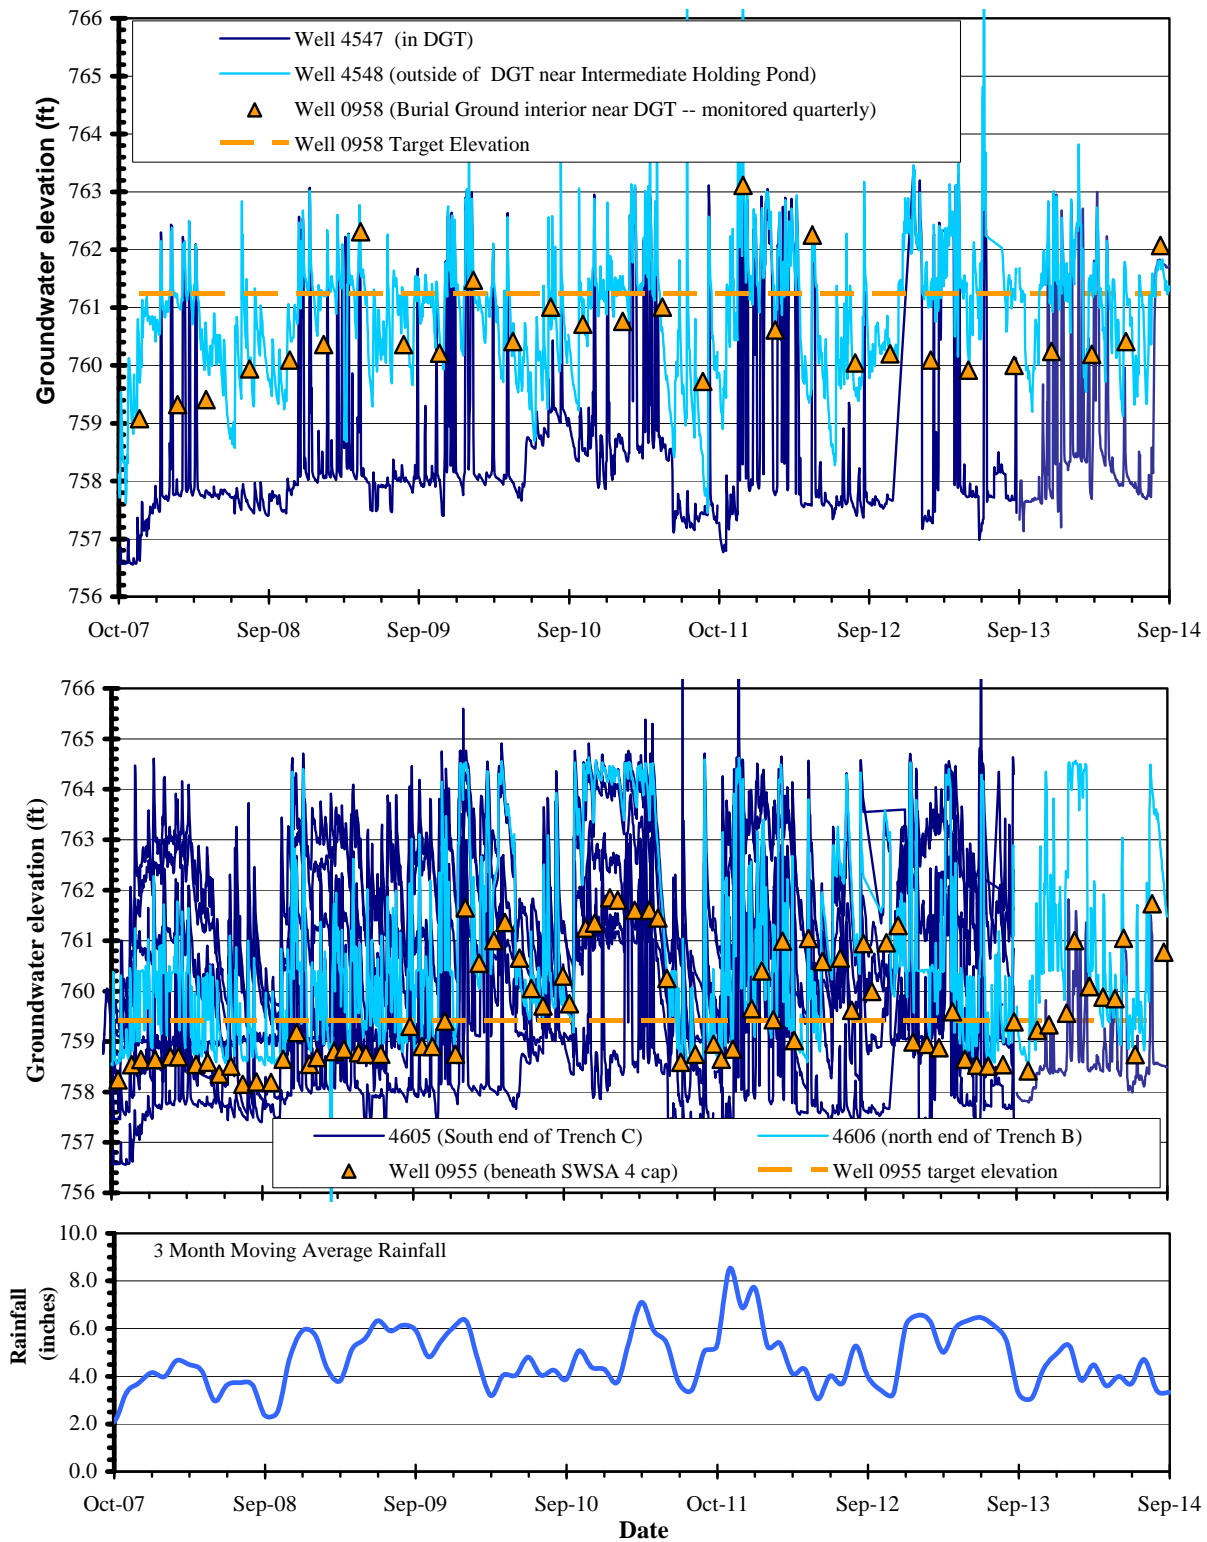 766
765
764
763
762
761
760
759
758
757
756
Groundwater elevation (ft)
Well 4547 (in DGT)
Well 4548 (outside of DGT near Intermediate Holding Pond)
Well 0958 (Burial Ground interior near DGT -- monitored quarterly)
Well 0958 Target Elevation
Oct-07 Sep-08 Sep-09 Sep-10 Oct-11 Sep-12 Sep-13 Sep-14
766
765
764
763
762
761
760
759
758
757
756
Groundwater elevation (ft)
4605 (South end of Trench C) 4606 (north end of Trench B)
Well 0955 (beneath SWSA 4 cap) Well 0955 target elevation
10.0
8.0
6.0
4.0
2.0
0.0
Rainfall
(inches)
3 Month Moving Average Rainfall
Oct-07 Sep-08 Sep-09 Sep-10 Oct-11 Sep-12 Sep-13 Sep-14
Date